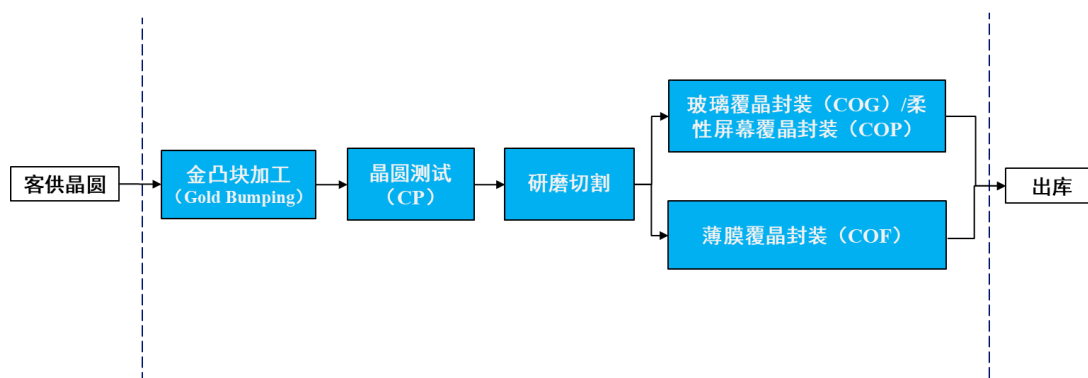 客供晶圆
金凸块加工
（Gold Bumping）
晶圆测试
（CP）
研磨切割
玻璃覆晶封装（COG）/柔
性屏幕覆晶封装（COP）
薄膜覆晶封装（COF）
出库